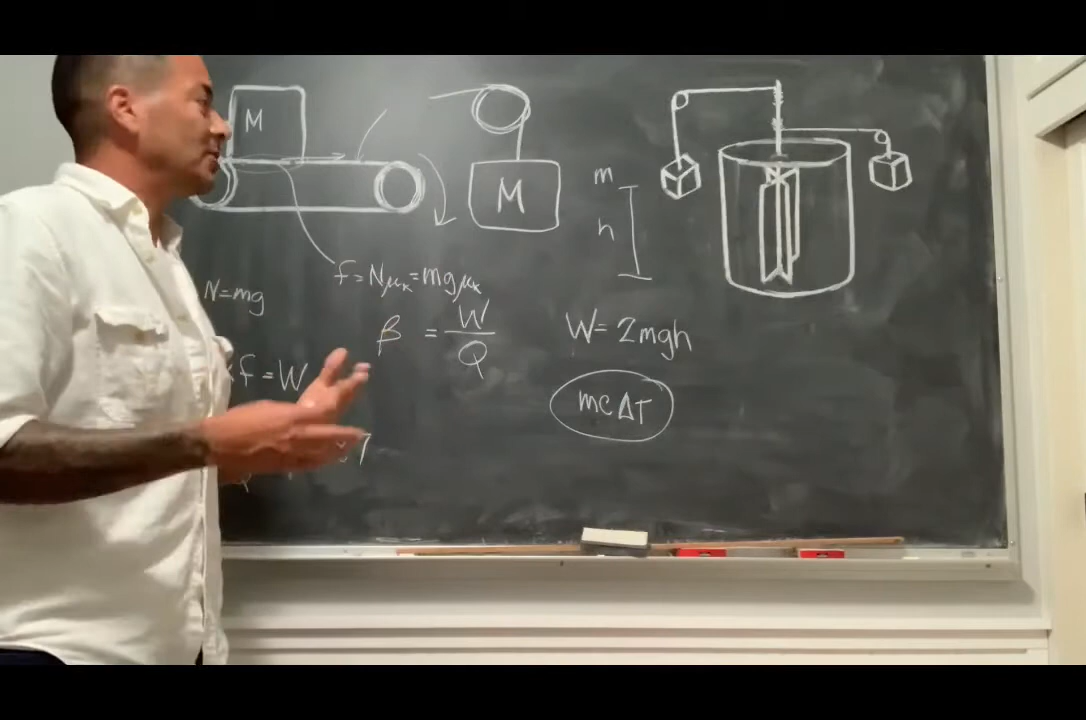 M
M
m
h
f=Nμₖ=mgμₖ
N=mg
β = W/Q
W=2mgh
f=W
mcΔT